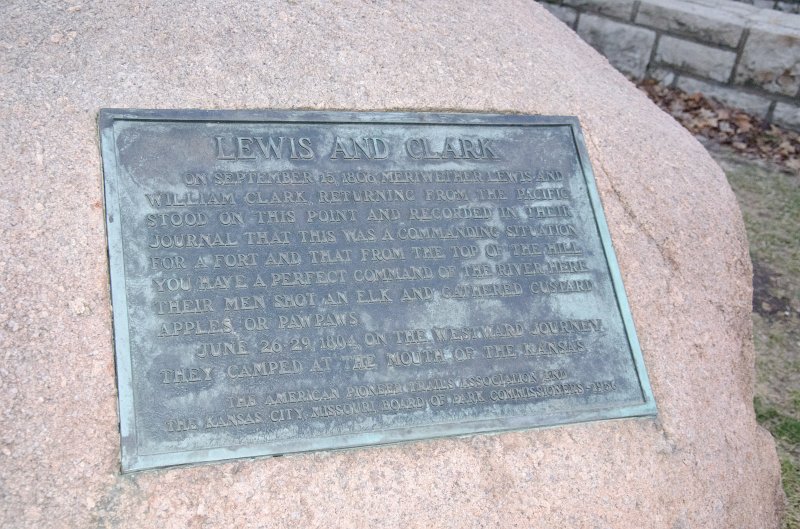 LEWIS AND CLARK
ON SEPTEMBER 15, 1806 MERIWETHER LEWIS AND
WILLIAM CLARK, RETURNING FROM THE PACIFIC
STOOD ON THIS POINT AND RECORDED IN THEIR
JOURNAL THAT THIS WAS A COMMANDING SITUATION
FOR A FORT AND THAT FROM THE TOP OF THE HILL
YOU HAVE A PERFECT COMMAND OF THE RIVER. HERE
THEIR MEN SHOT AN ELK AND GATHERED CUSTARD
APPLES, OR PAWPAWS
JUNE 26-29, 1804, ON THE WESTWARD JOURNEY,
THEY CAMPED AT THE MOUTH OF THE KANSAS
THE AMERICAN PIONEER TRAILS ASSOCIATION AND
THE KANSAS CITY, MISSOURI, BOARD OF PARK COMMISSIONERS - 1956